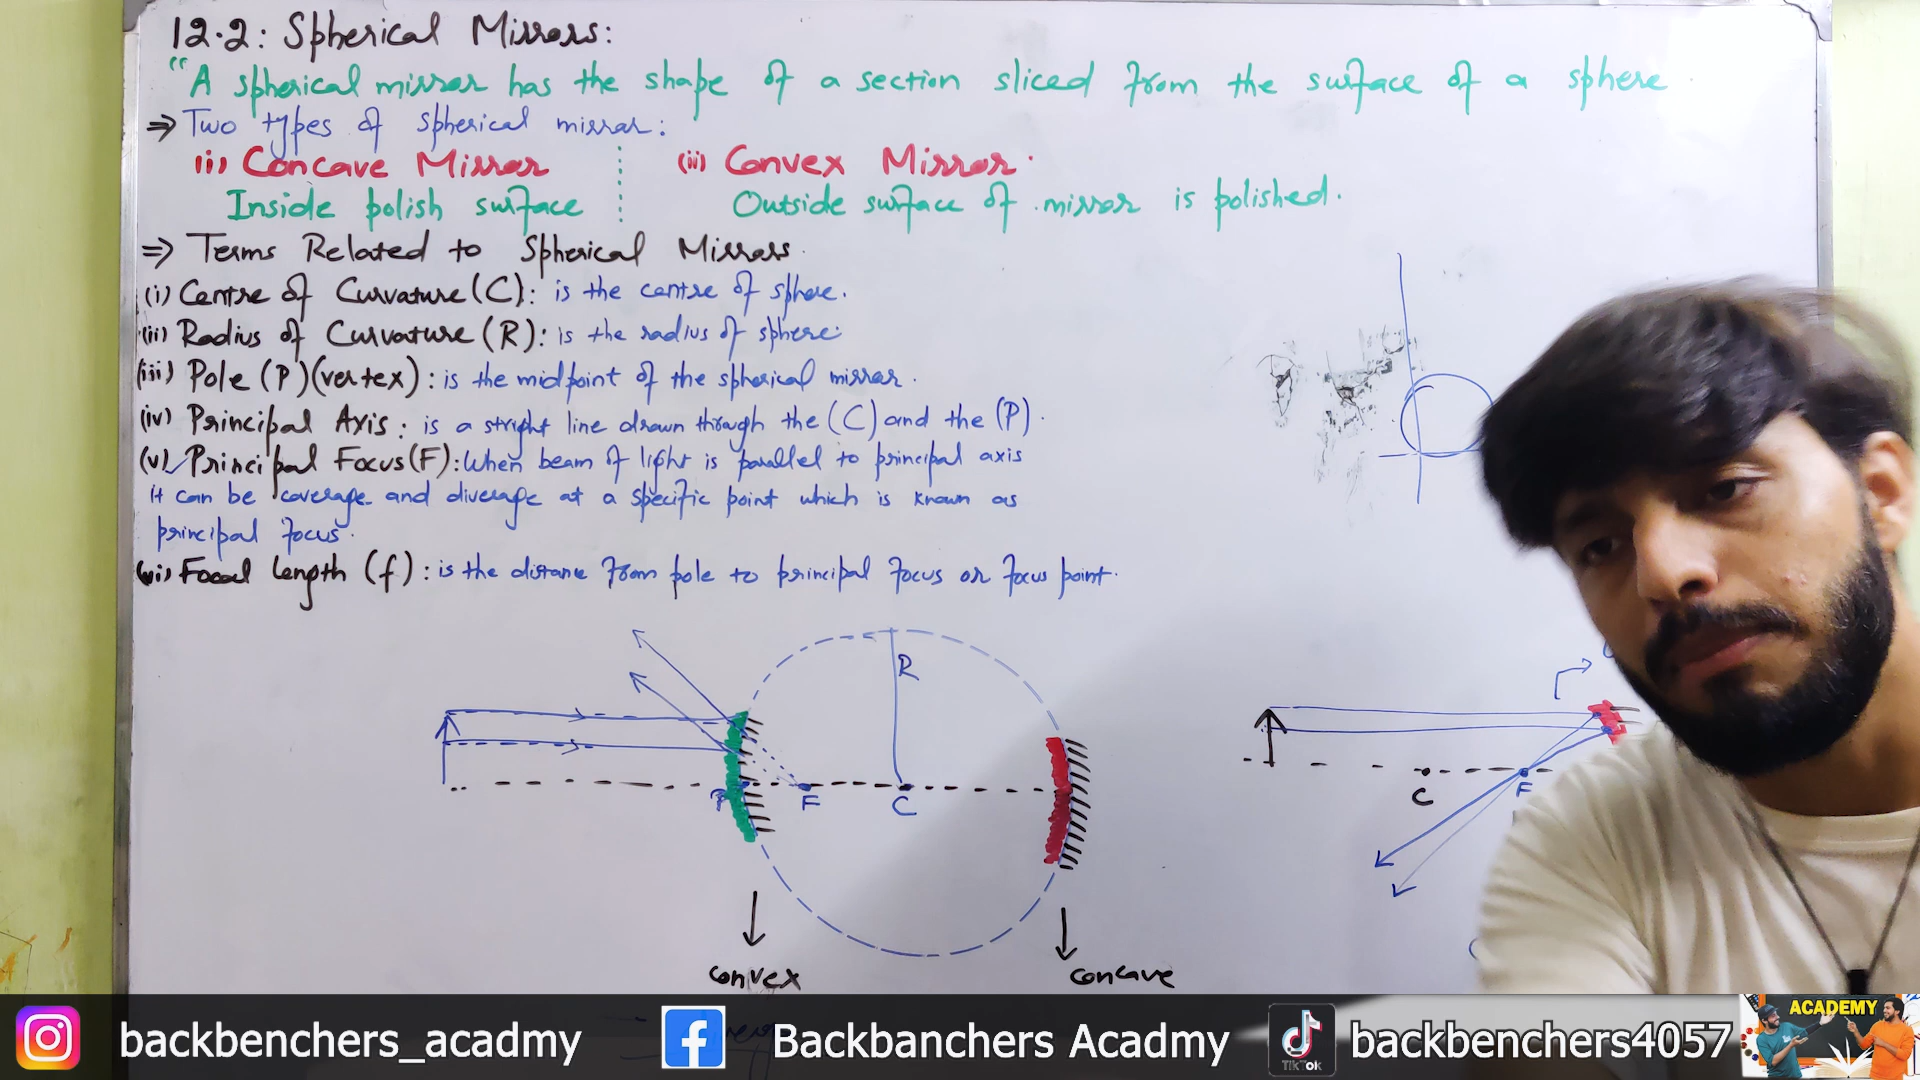 12.2: Spherical Mirrors:
"A spherical mirror has the shape of a section sliced from the surface of a sphere
⇒ Two types of spherical mirror:
(i) Concave Mirror
(ii) Convex Mirror.
Inside polish surface
Outside surface of mirror is polished.
⇒ Terms Related to Spherical Mirrors
(i) Centre of Curvature (C): is the centre of sphere.
(ii) Radius of Curvature (R): is the radius of sphere.
(iii) Pole (P)(vertex): is the midpoint of the spherical mirror.
(iv) Principal Axis: is a stright line drawn through the (C) and the (P).
(v) Principal Focus (F): When beam of light is parallel to principal axis
it can be coverage and diverage at a specific point which is known as
principal focus.
(vi) Focal Length (f): is the distane from pole to principal focus or focus point.
R
P
F
C
C
F
convex
concave
backbenchers_acadmy
Backbanchers Acadmy
TikTok
backbenchers4057
ACADEMY